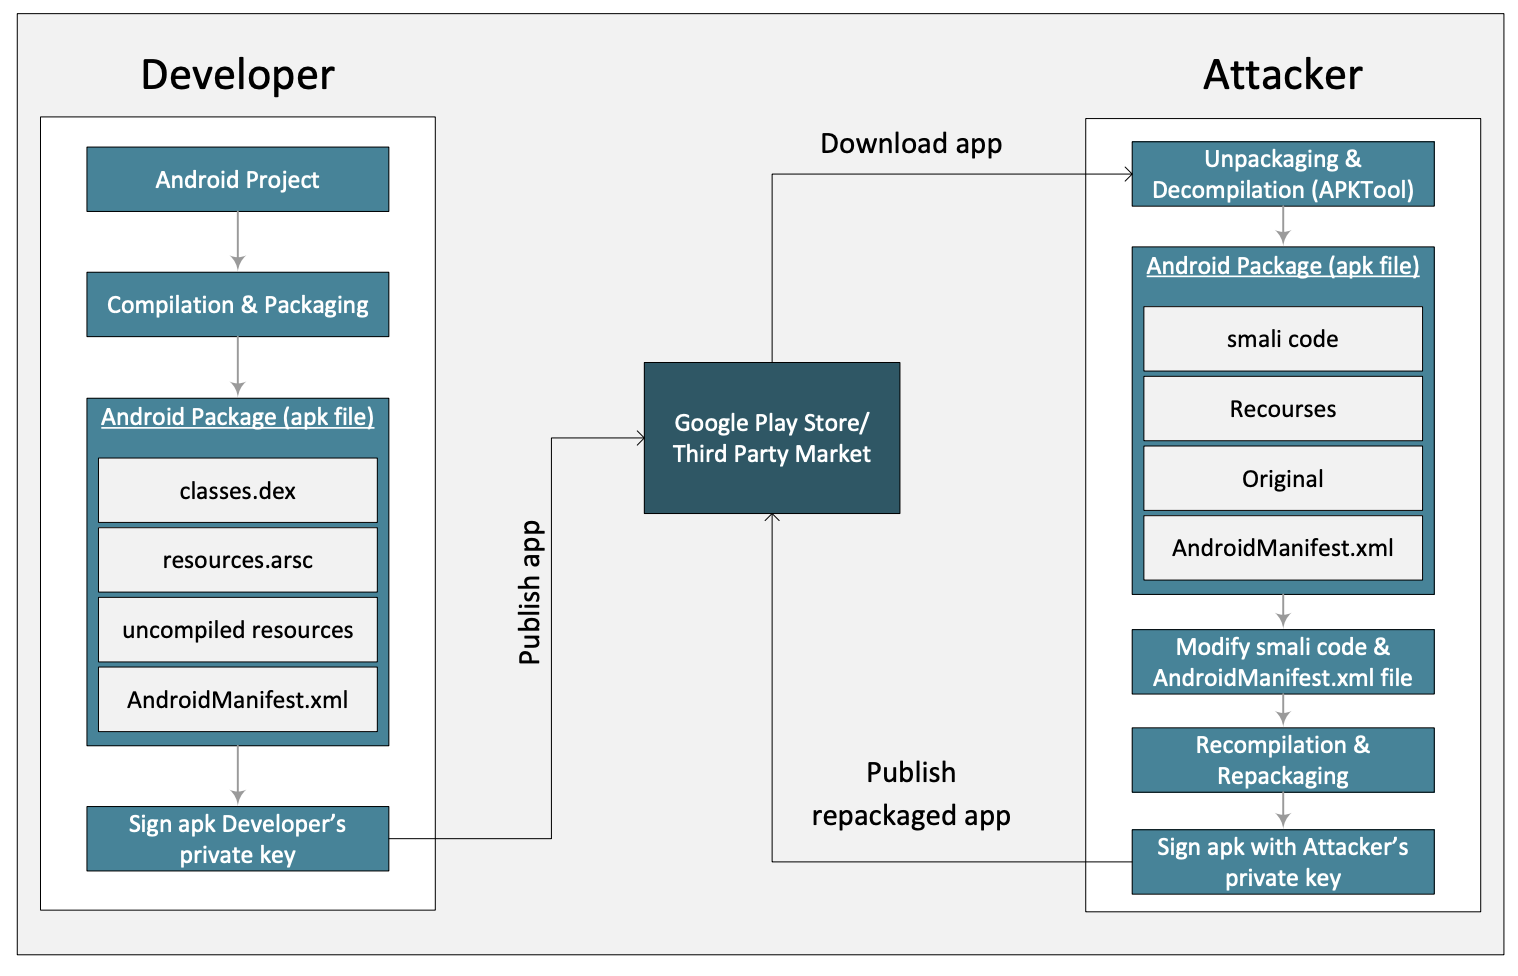 Developer
Android Project
Compilation & Packaging
Android Package (apk file)
classes.dex
resources.arsc
uncompiled resources
AndroidManifest.xml
Sign apk Developer’s
private key
Publish app
Google Play Store/
Third Party Market
Download app
Publish
repackaged app
Attacker
Unpackaging &
Decompilation (APKTool)
Android Package (apk file)
smali code
Recourses
Original
AndroidManifest.xml
Modify smali code &
AndroidManifest.xml file
Recompilation &
Repackaging
Sign apk with Attacker’s
private key